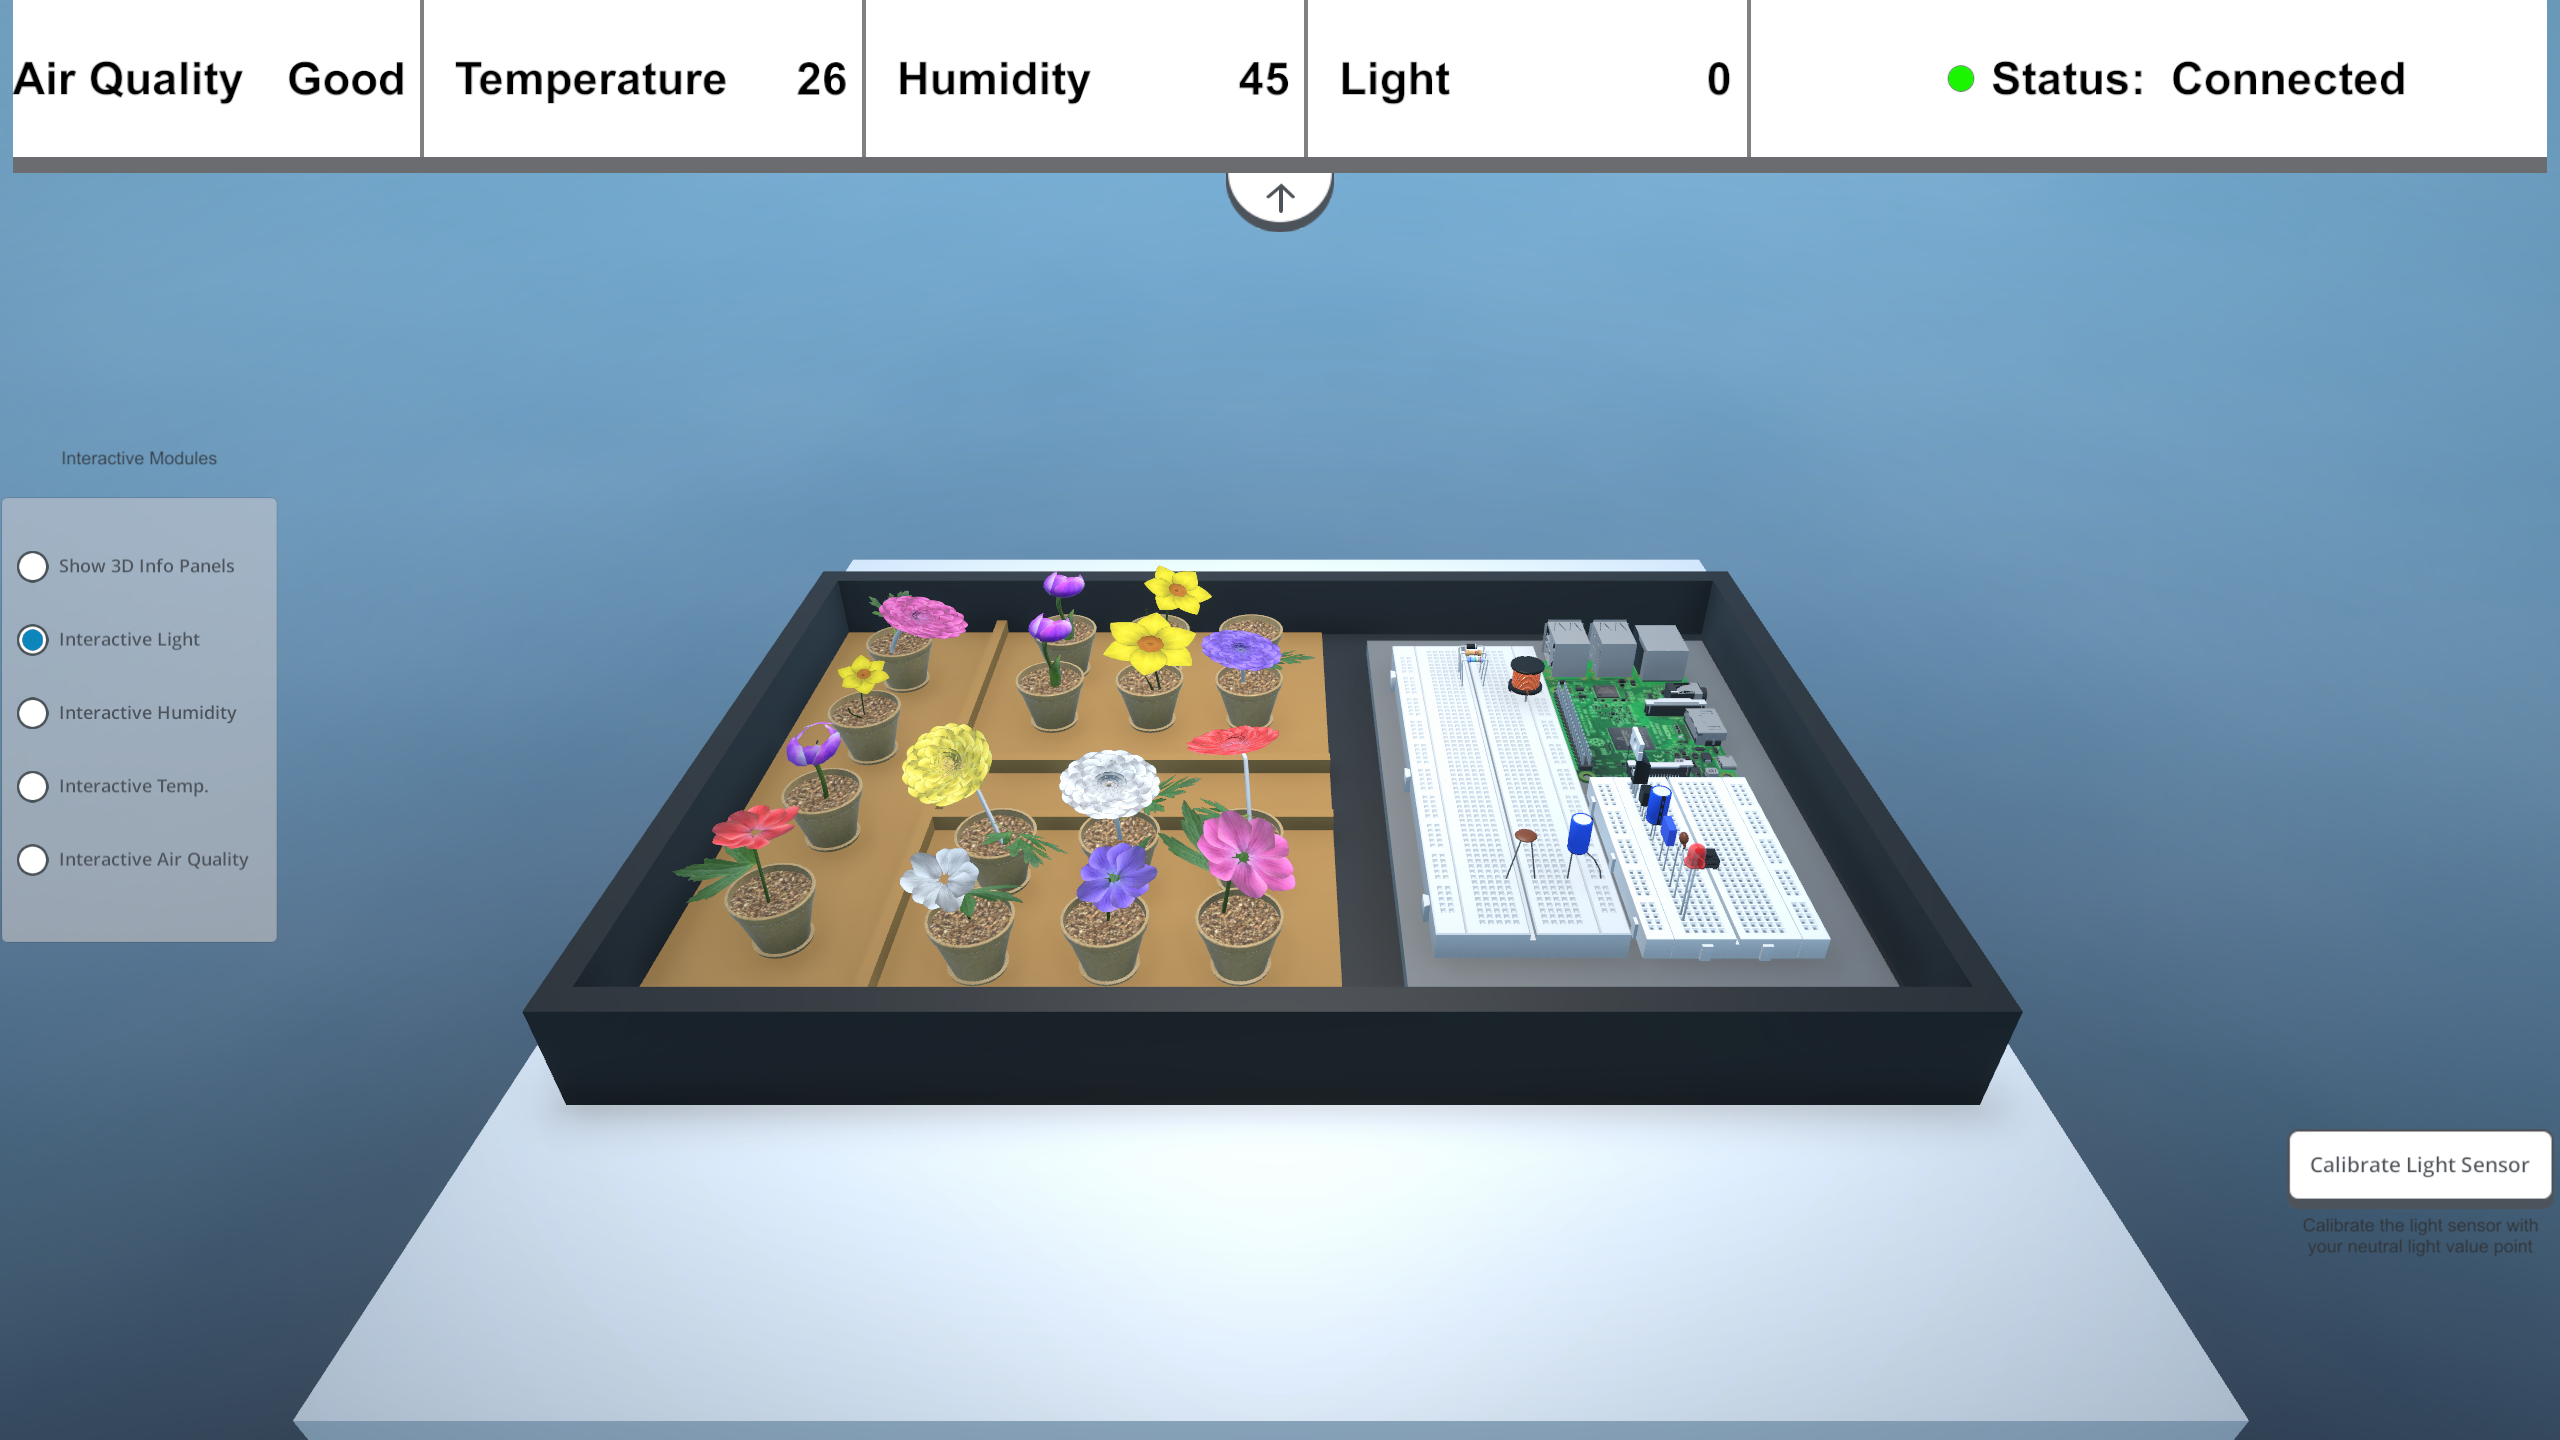 Air Quality Good Temperature 26 Humidity 45 Light 0 Status: Connected
Interactive Modules
Show 3D Info Panels
Interactive Light
Interactive Humidity
Interactive Temp.
Interactive Air Quality
Calibrate Light Sensor
Calibrate the light sensor with
your neutral light value point